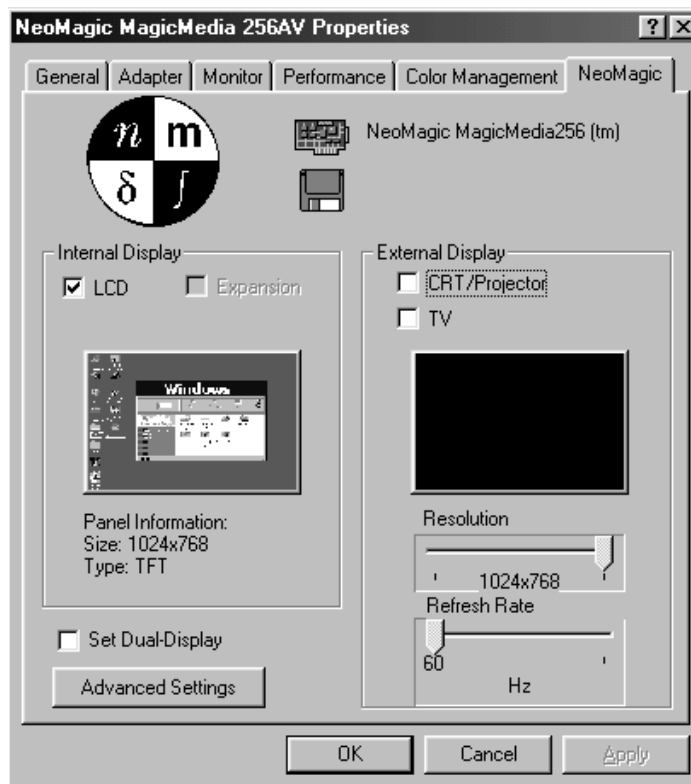 NeoMagic MagicMedia 256AV Properties
General Adapter Monitor Performance Color Management NeoMagic
n m
δ ∫
NeoMagic MagicMedia256 (tm)
Internal Display
LCD Expansion
Windows
Panel Information:
Size: 1024x768
Type: TFT
Set Dual-Display
Advanced Settings
External Display
CRT/Projector
TV
Resolution
1024x768
Refresh Rate
60
Hz
OK Cancel Apply